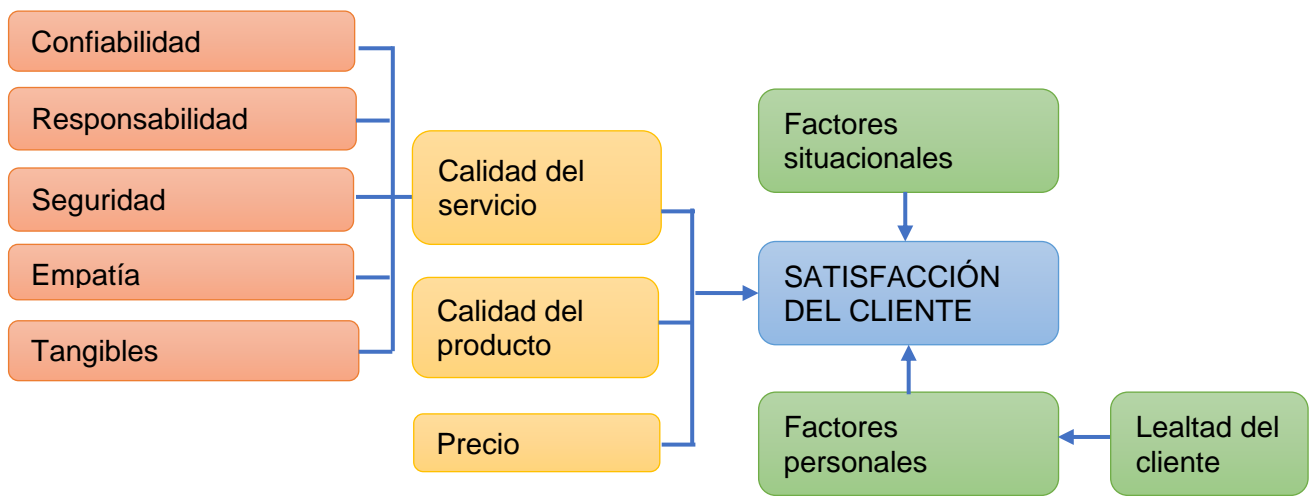 Confiabilidad
Responsabilidad
Seguridad
Empatía
Tangibles
Calidad del
servicio
Calidad del
producto
Precio
Factores
situacionales
SATISFACCIÓN
DEL CLIENTE
Factores
personales
Lealtad del
cliente